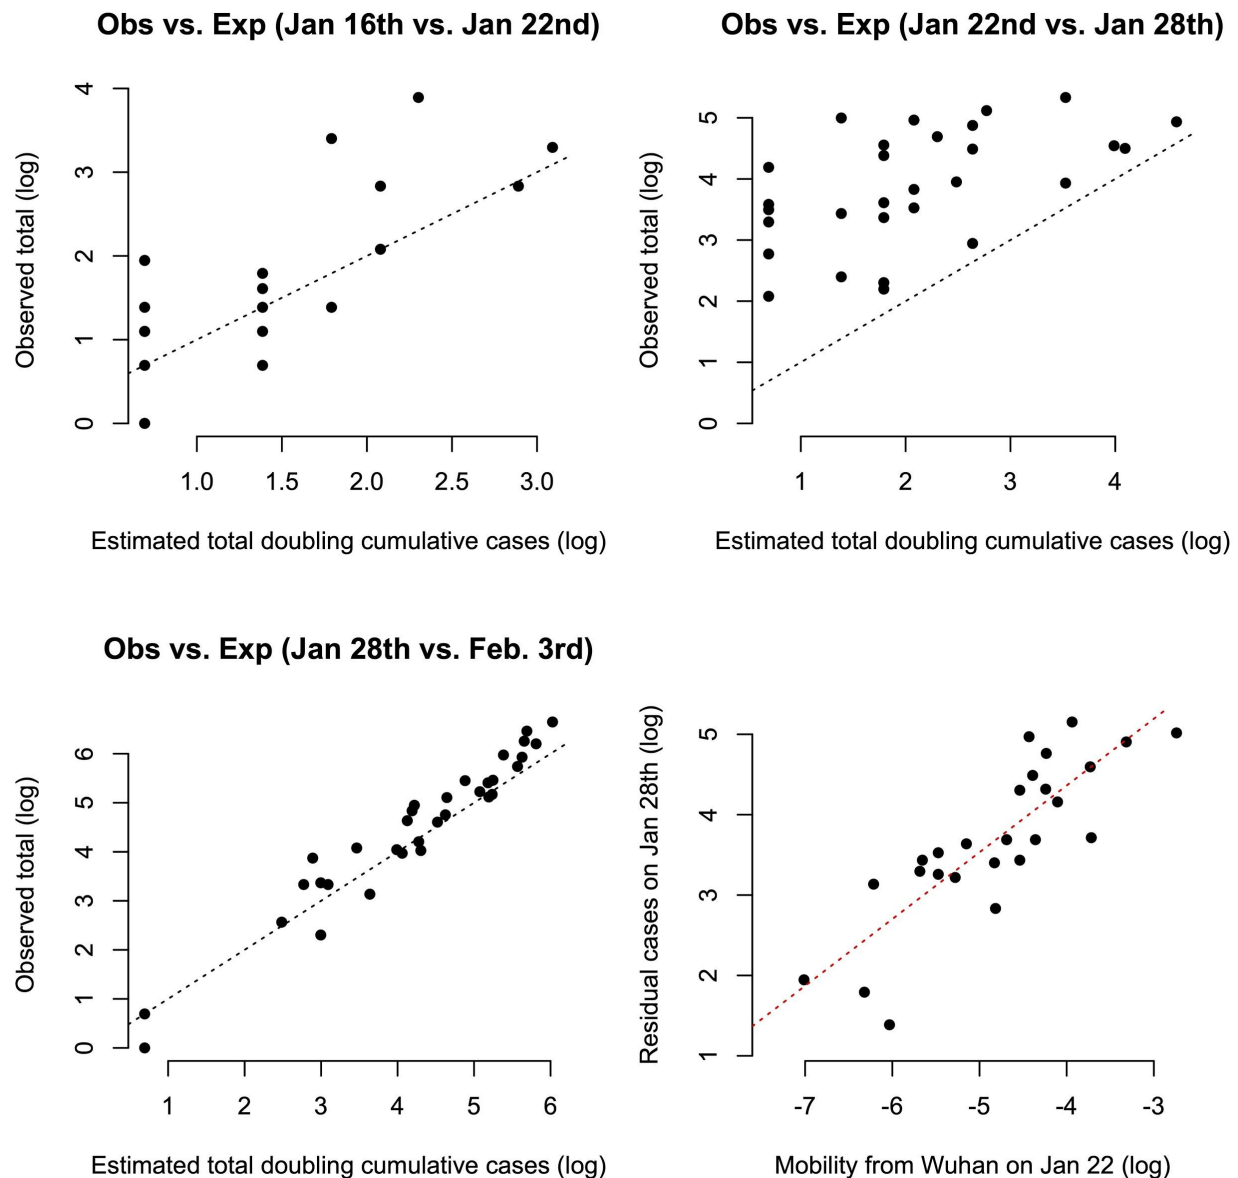 Obs vs. Exp (Jan 16th vs. Jan 22nd)
Observed total (log)
0 1 2 3 4
1.0 1.5 2.0 2.5 3.0
Estimated total doubling cumulative cases (log)
Obs vs. Exp (Jan 22nd vs. Jan 28th)
Observed total (log)
0 1 2 3 4 5
1 2 3 4
Estimated total doubling cumulative cases (log)
Obs vs. Exp (Jan 28th vs. Feb. 3rd)
Observed total (log)
0 1 2 3 4 5 6
1 2 3 4 5 6
Estimated total doubling cumulative cases (log)
Residual cases on Jan 28th (log)
1 2 3 4 5
-7 -6 -5 -4 -3
Mobility from Wuhan on Jan 22 (log)